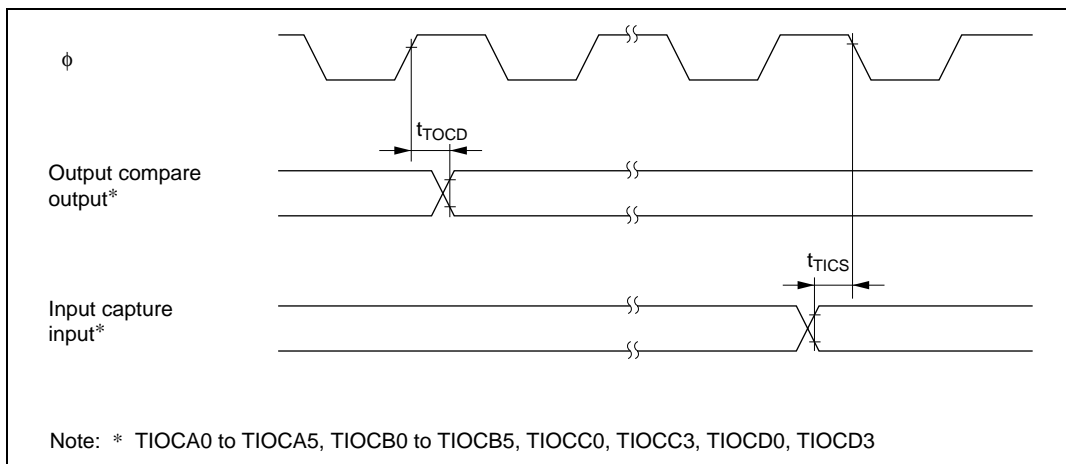 ϕ
tTOCD
Output compare
output*
tTICS
Input capture
input*
Note: * TIOCA0 to TIOCA5, TIOCB0 to TIOCB5, TIOCC0, TIOCC3, TIOCD0, TIOCD3